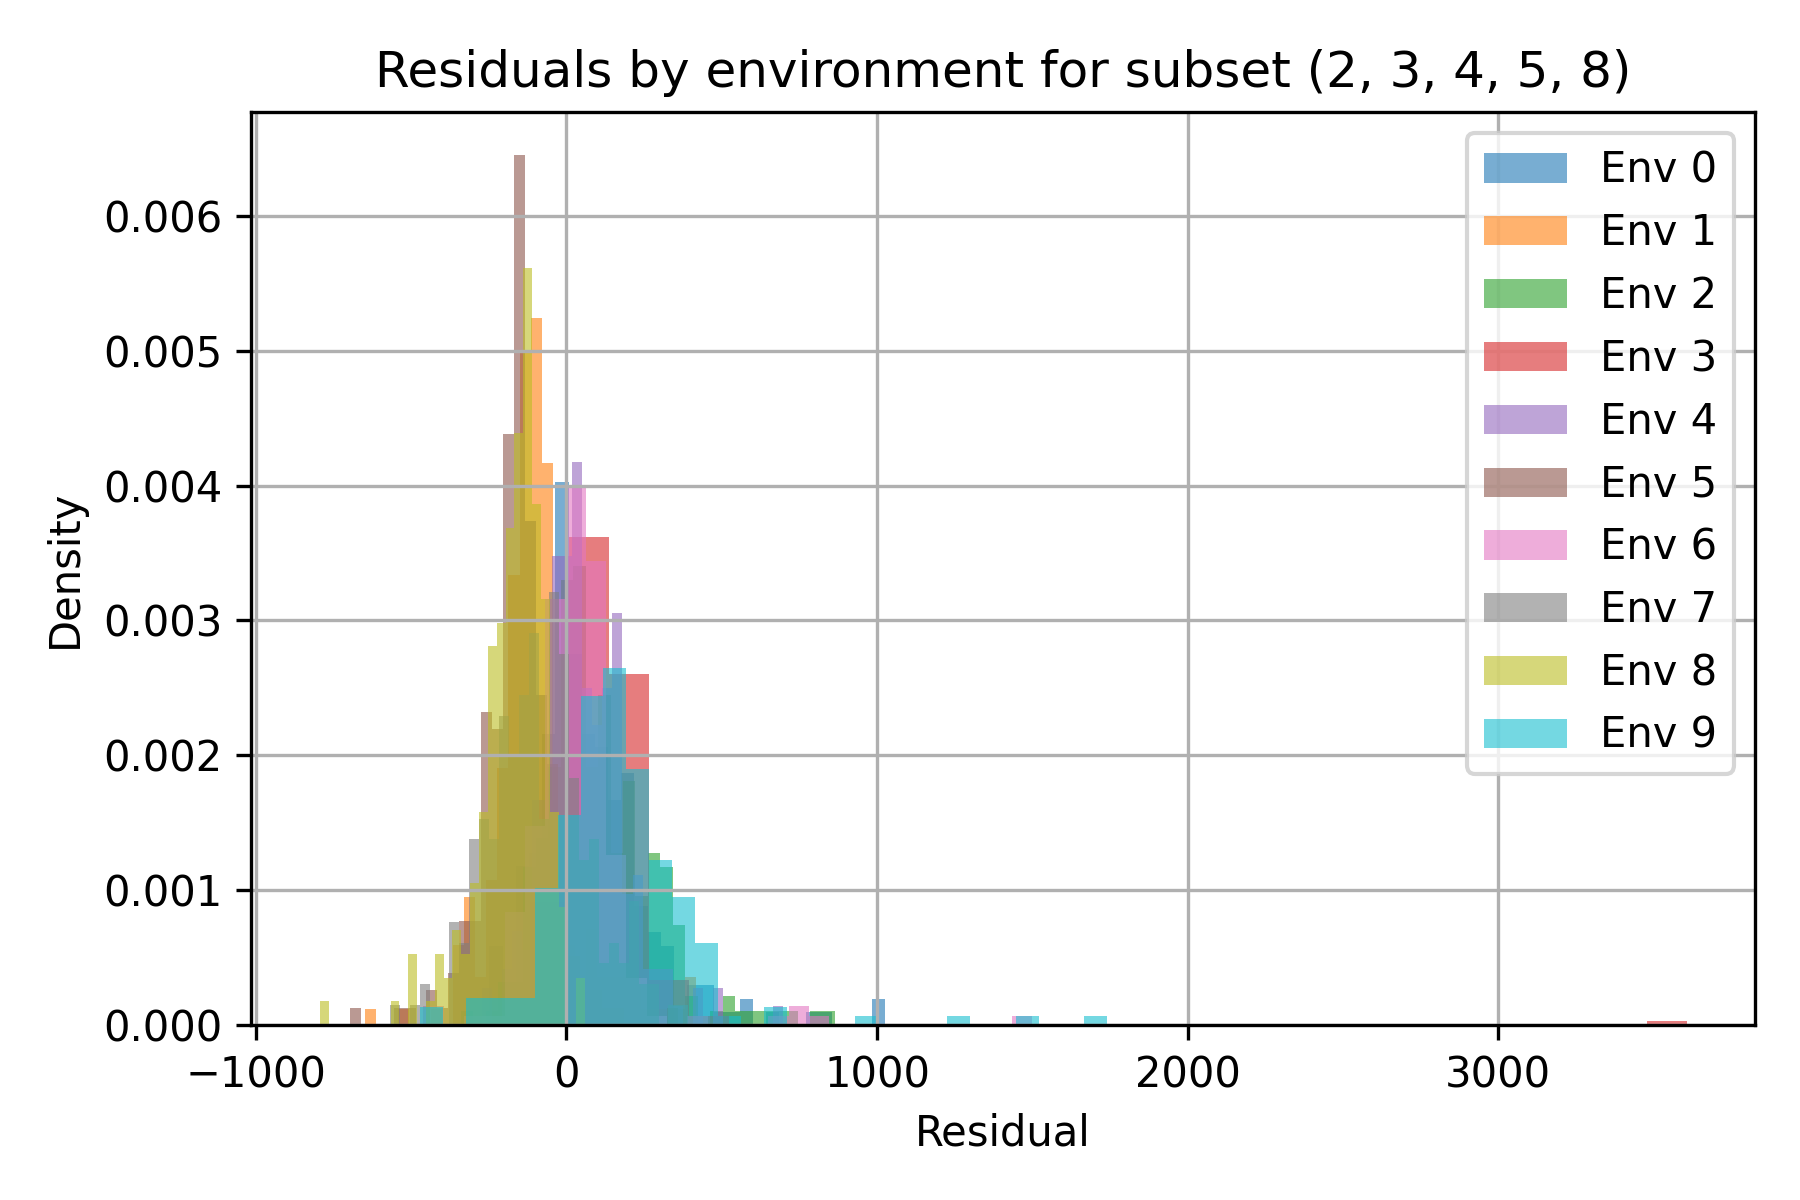 Residuals by environment for subset (2, 3, 4, 5, 8)
Density
0.006
0.005
0.004
0.003
0.002
0.001
0.000
−1000
0
1000
2000
3000
Residual
Env 0
Env 1
Env 2
Env 3
Env 4
Env 5
Env 6
Env 7
Env 8
Env 9